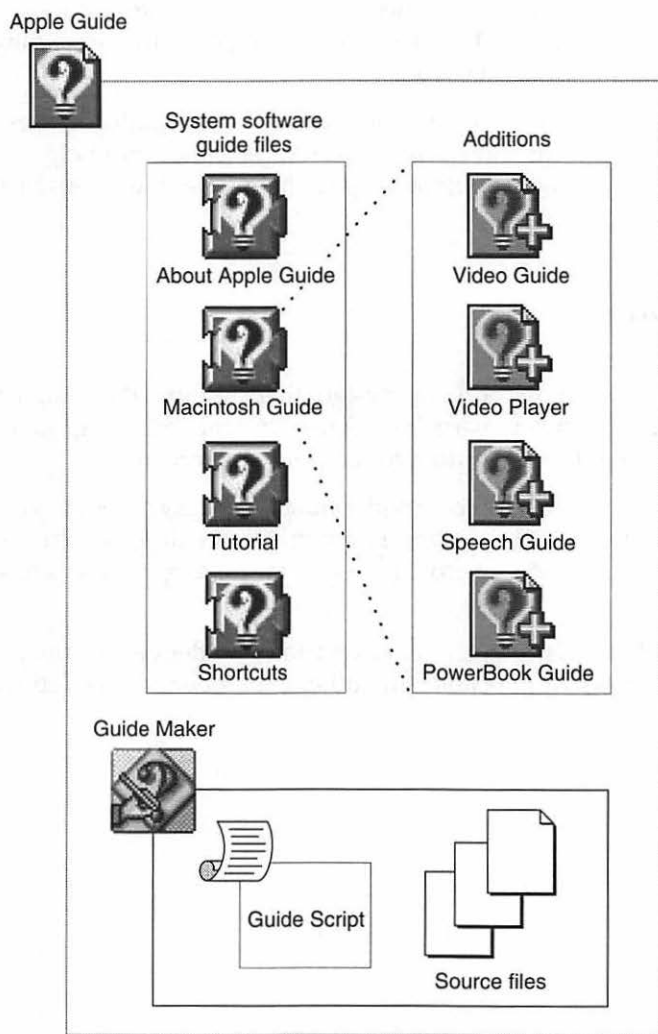 Apple Guide
System software
guide files
Additions
About Apple Guide
Video Guide
Macintosh Guide
Video Player
Tutorial
Speech Guide
Shortcuts
PowerBook Guide
Guide Maker
Guide Script
Source files